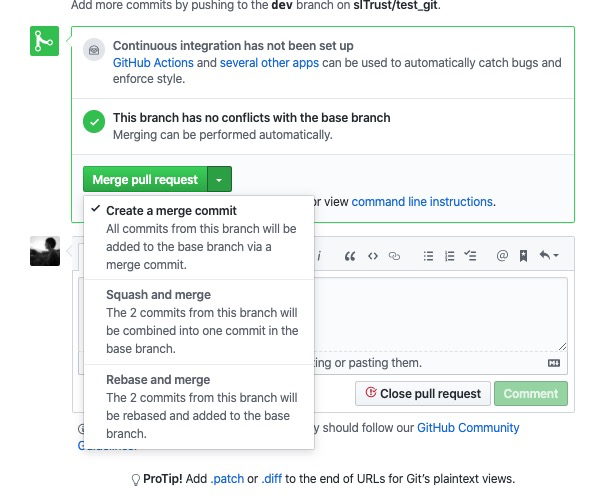 Add more commits by pushing to the dev branch on slTrust/test_git.
Continuous integration has not been set up
GitHub Actions and several other apps can be used to automatically catch bugs and
enforce style.
This branch has no conflicts with the base branch
Merging can be performed automatically.
Merge pull request
or view command line instructions.
Create a merge commit
All commits from this branch will be
added to the base branch via a
merge commit.
Squash and merge
The 2 commits from this branch will
be combined into one commit in the
base branch.
ting or pasting them.
Rebase and merge
The 2 commits from this branch will
be rebased and added to the base
branch.
Close pull request
Comment
y should follow our GitHub Community
ProTip! Add .patch or .diff to the end of URLs for Git's plaintext views.